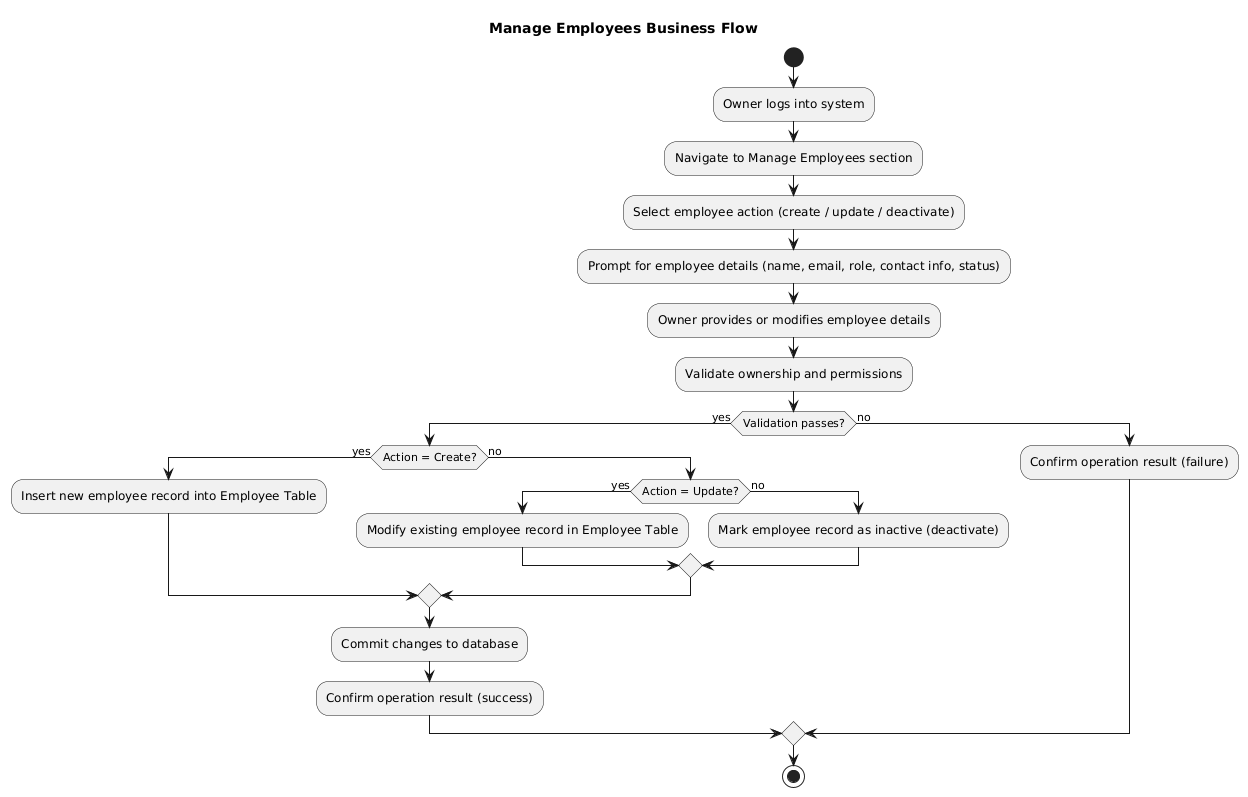 Manage Employees Business Flow
Owner logs into system
Navigate to Manage Employees section
Select employee action (create / update / deactivate)
Prompt for employee details (name, email, role, contact info, status)
Owner provides or modifies employee details
Validate ownership and permissions
yes
Validation passes?
no
yes
Action = Create?
no
Confirm operation result (failure)
Insert new employee record into Employee Table
yes
Action = Update?
no
Modify existing employee record in Employee Table
Mark employee record as inactive (deactivate)
Commit changes to database
Confirm operation result (success)